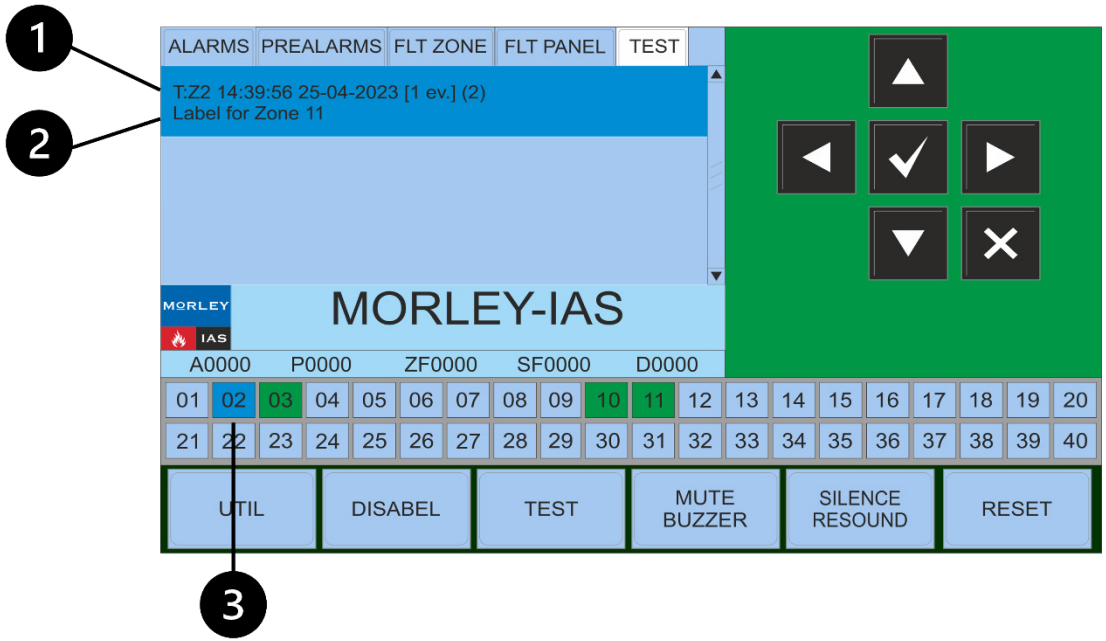 1
ALARMS PREALARMS FLT ZONE FLT PANEL TEST
T:Z2 14:39:56 25-04-2023 [1 ev.] (2)
Label for Zone 11
2
MORLEY
IAS
MORLEY-IAS
A0000 P0000 ZF0000 SF0000 D0000
01 02 03 04 05 06 07 08 09 10 11 12 13 14 15 16 17 18 19 20
21 22 23 24 25 26 27 28 29 30 31 32 33 34 35 36 37 38 39 40
UTIL DISABEL TEST MUTE BUZZER SILENCE RESOUND RESET
3